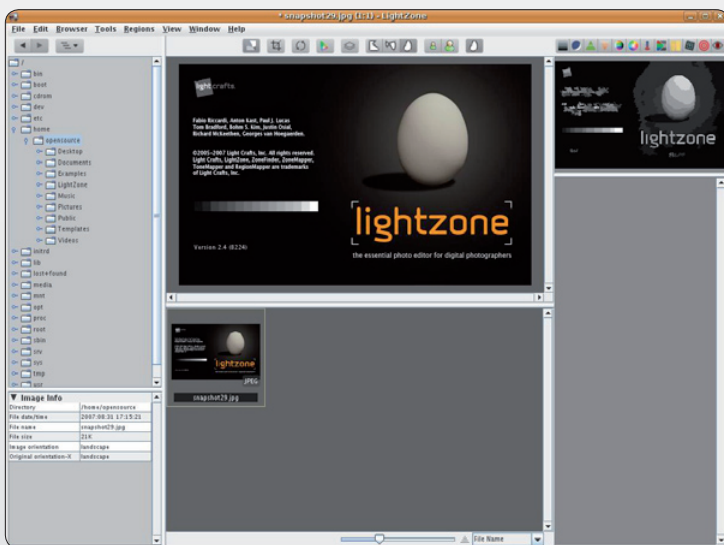 * snapshot29.jpg (1:1) - LightZone
File Edit Browser Tools Regions View Window Help
/
bin
boot
cdrom
dev
etc
home
opensource
Desktop
Documents
Examples
LightZone
Music
Pictures
Public
Templates
Videos
initrd
lib
lost+found
media
mnt
opt
proc
root
sbin
srv
sys
tmp
usr
Image Info
Directory /home/opensource
File date/time 2007:08:31 17:15:21
File name snapshot29.jpg
File size 21K
Image orientation landscape
Original orientation-X landscape
lightcrafts
Fabio Riccardi, Anton Kast, Paul J. Lucas
Tom Bradford, Bohm S. Kim, Justin Osial,
Richard McKeethen, Georges van Hoegaerden.
©2005-2007 Light Crafts, Inc. All rights reserved.
Light Crafts, LightZone, ZoneFinder, ZoneMapper,
ToneMapper and RegionMapper are trademarks
of Light Crafts, Inc.
Version 2.4 (8224)
lightzone
the essential photo editor for digital photographers
lightzone
JPEG
snapshot29.jpg
File Name
lightzone